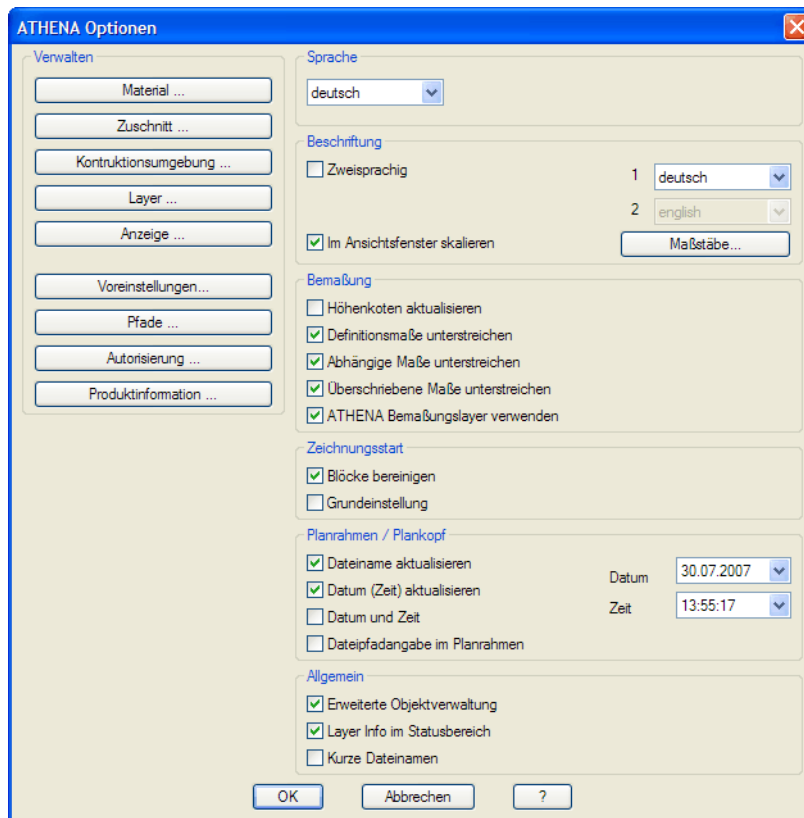 ATHENA Optionen
Verwalten
Material ...
Zuschnitt ...
Kontruktionsumgebung ...
Layer ...
Anzeige ...
Voreinstellungen...
Pfade ...
Autorisierung ...
Produktinformation ...
Sprache
deutsch
Beschriftung
Zweisprachig
1 deutsch
2 english
Im Ansichtsfenster skalieren
Maßstäbe...
Bemaßung
Höhenkoten aktualisieren
Definitionsmaße unterstreichen
Abhängige Maße unterstreichen
Überschriebene Maße unterstreichen
ATHENA Bemaßungslayer verwenden
Zeichnungsstart
Blöcke bereinigen
Grundeinstellung
Planrahmen / Plankopf
Dateiname aktualisieren
Datum (Zeit) aktualisieren
Datum und Zeit
Dateipfadangabe im Planrahmen
Datum 30.07.2007
Zeit 13:55:17
Allgemein
Erweiterte Objektverwaltung
Layer Info im Statusbereich
Kurze Dateinamen
OK Abbrechen ?